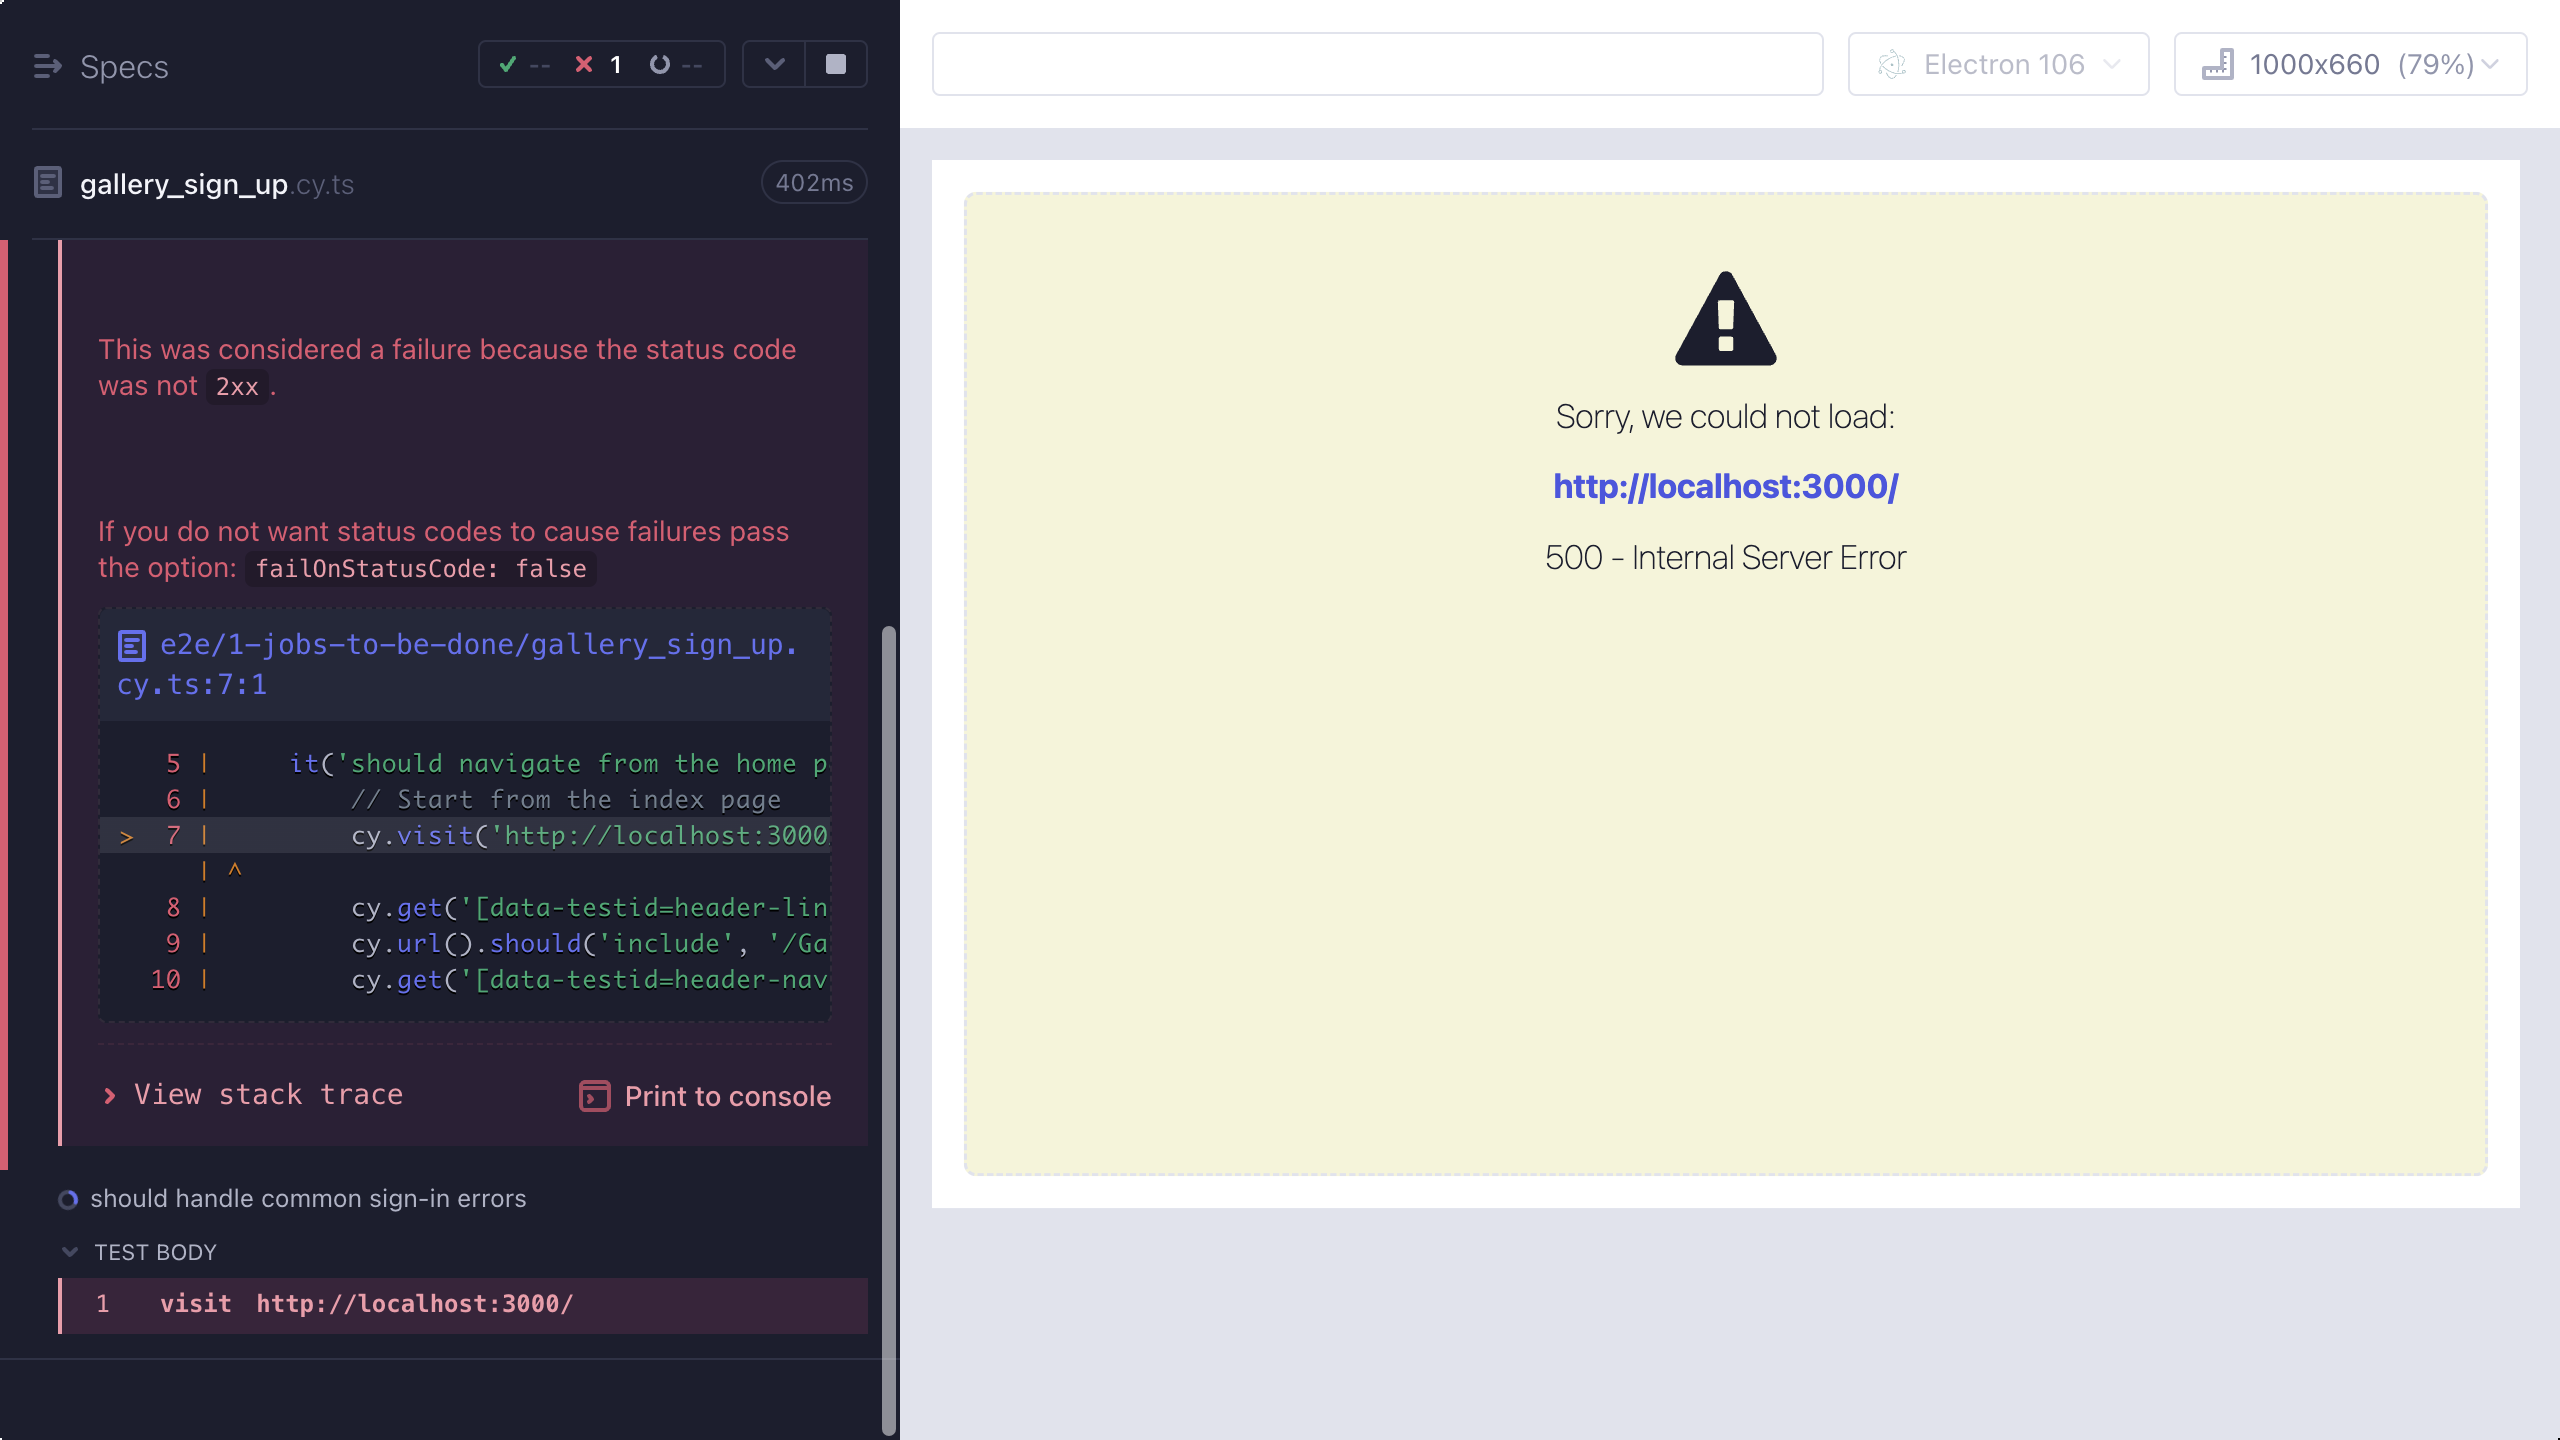 Specs
-- 1 --
gallery_sign_up.cy.ts
402ms
This was considered a failure because the status code
was not 2xx.
If you do not want status codes to cause failures pass
the option: failOnStatusCode: false
e2e/1-jobs-to-be-done/gallery_sign_up.
cy.ts:7:1
5 | it('should navigate from the home p
6 | // Start from the index page
> 7 | cy.visit('http://localhost:3000
| ^
8 | cy.get('[data-testid=header-lin
9 | cy.url().should('include', '/Ga
10 | cy.get('[data-testid=header-nav
View stack trace
Print to console
should handle common sign-in errors
TEST BODY
1 visit http://localhost:3000/
Electron 106
1000x660 (79%)
Sorry, we could not load:
http://localhost:3000/
500 - Internal Server Error